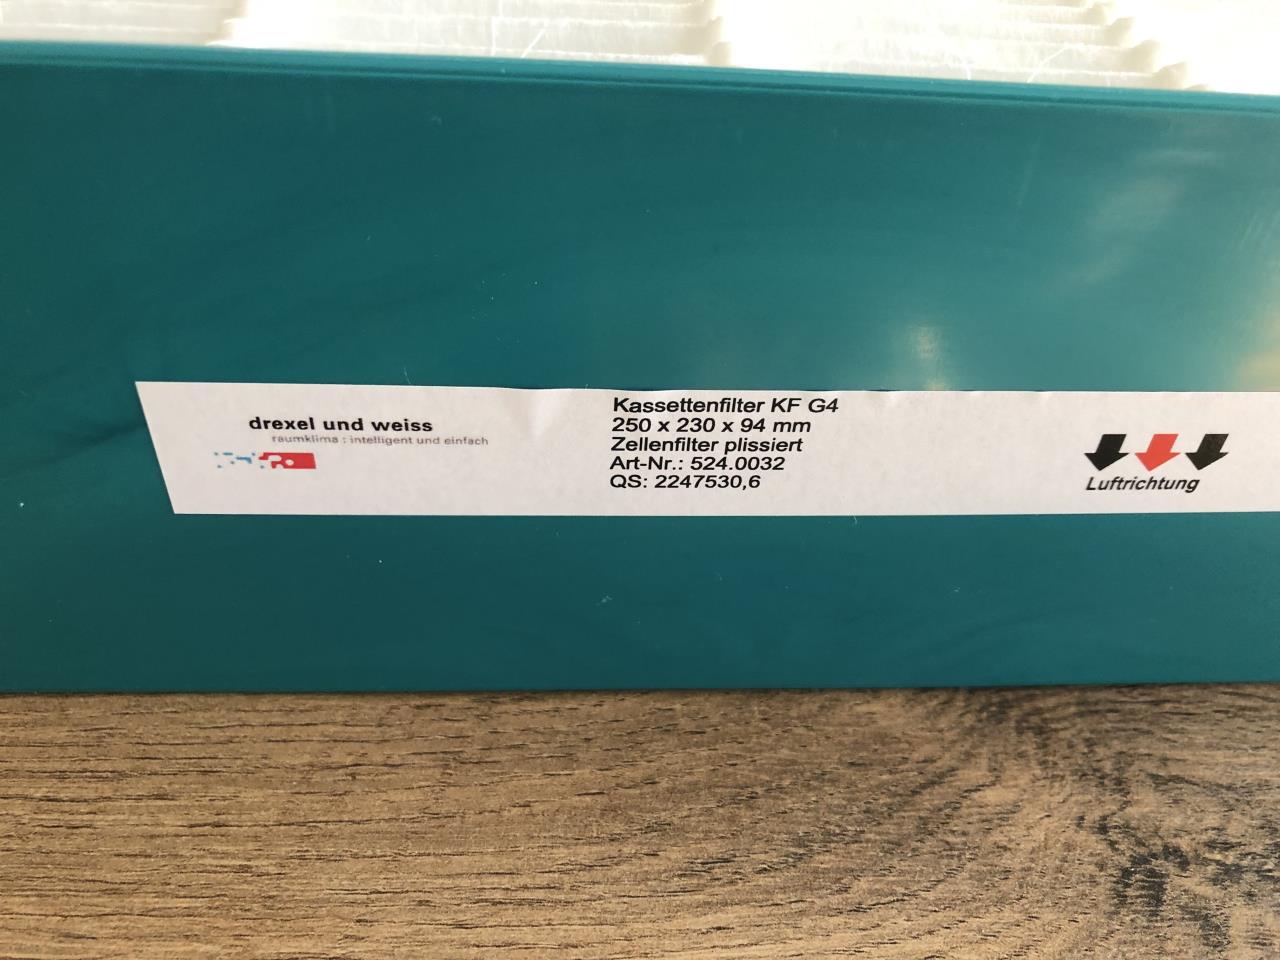 drexel und weiss
raumklima : intelligent und einfach
Kassettenfilter KF G4
250 x 230 x 94 mm
Zellenfilter plissiert
Art-Nr.: 524.0032
QS: 2247530,6
Luftrichtung